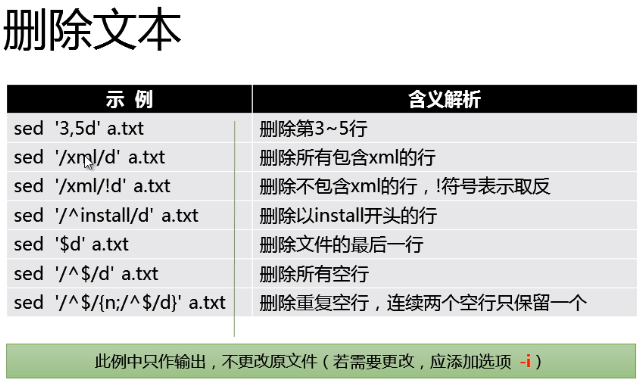 删除文本
示 例 含义解析
sed '3,5d' a.txt 删除第3~5行
sed '/xml/d' a.txt 删除所有包含xml的行
sed '/xml/!d' a.txt 删除不包含xml的行，!符号表示取反
sed '/^install/d' a.txt 删除以install开头的行
sed '$d' a.txt 删除文件的最后一行
sed '/^$/d' a.txt 删除所有空行
sed '/^$/{n;/^$/d}' a.txt 删除重复空行，连续两个空行只保留一个
此例中只作输出，不更改原文件（若需要更改，应添加选项 -i）